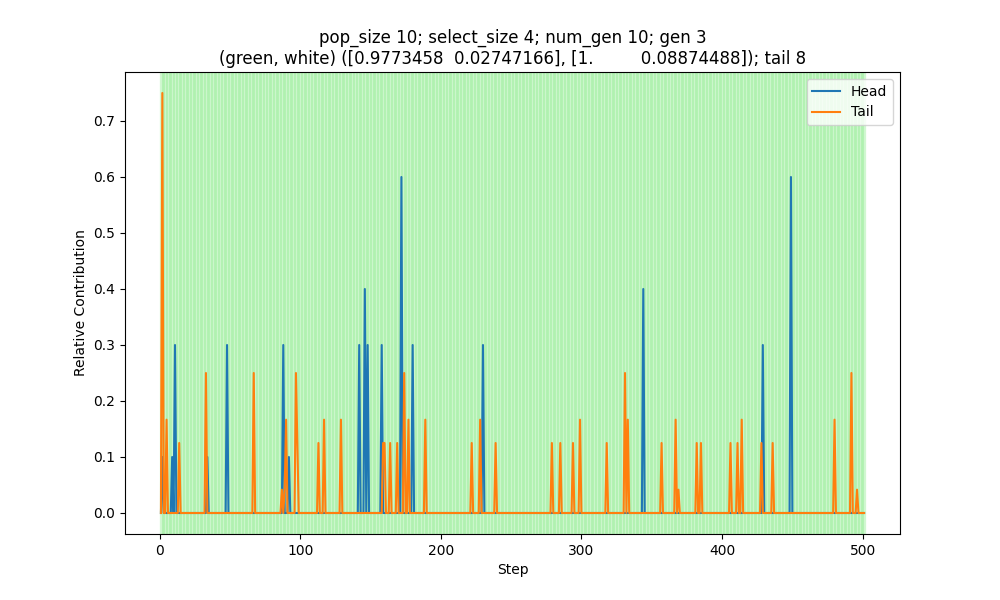 pop_size 10; select_size 4; num_gen 10; gen 3
(green, white) ([0.9773458  0.02747166], [1.         0.08874488]); tail 8
Head
Tail
0.7
0.6
0.5
0.4
0.3
0.2
0.1
0.0
Relative Contribution
0 100 200 300 400 500
Step